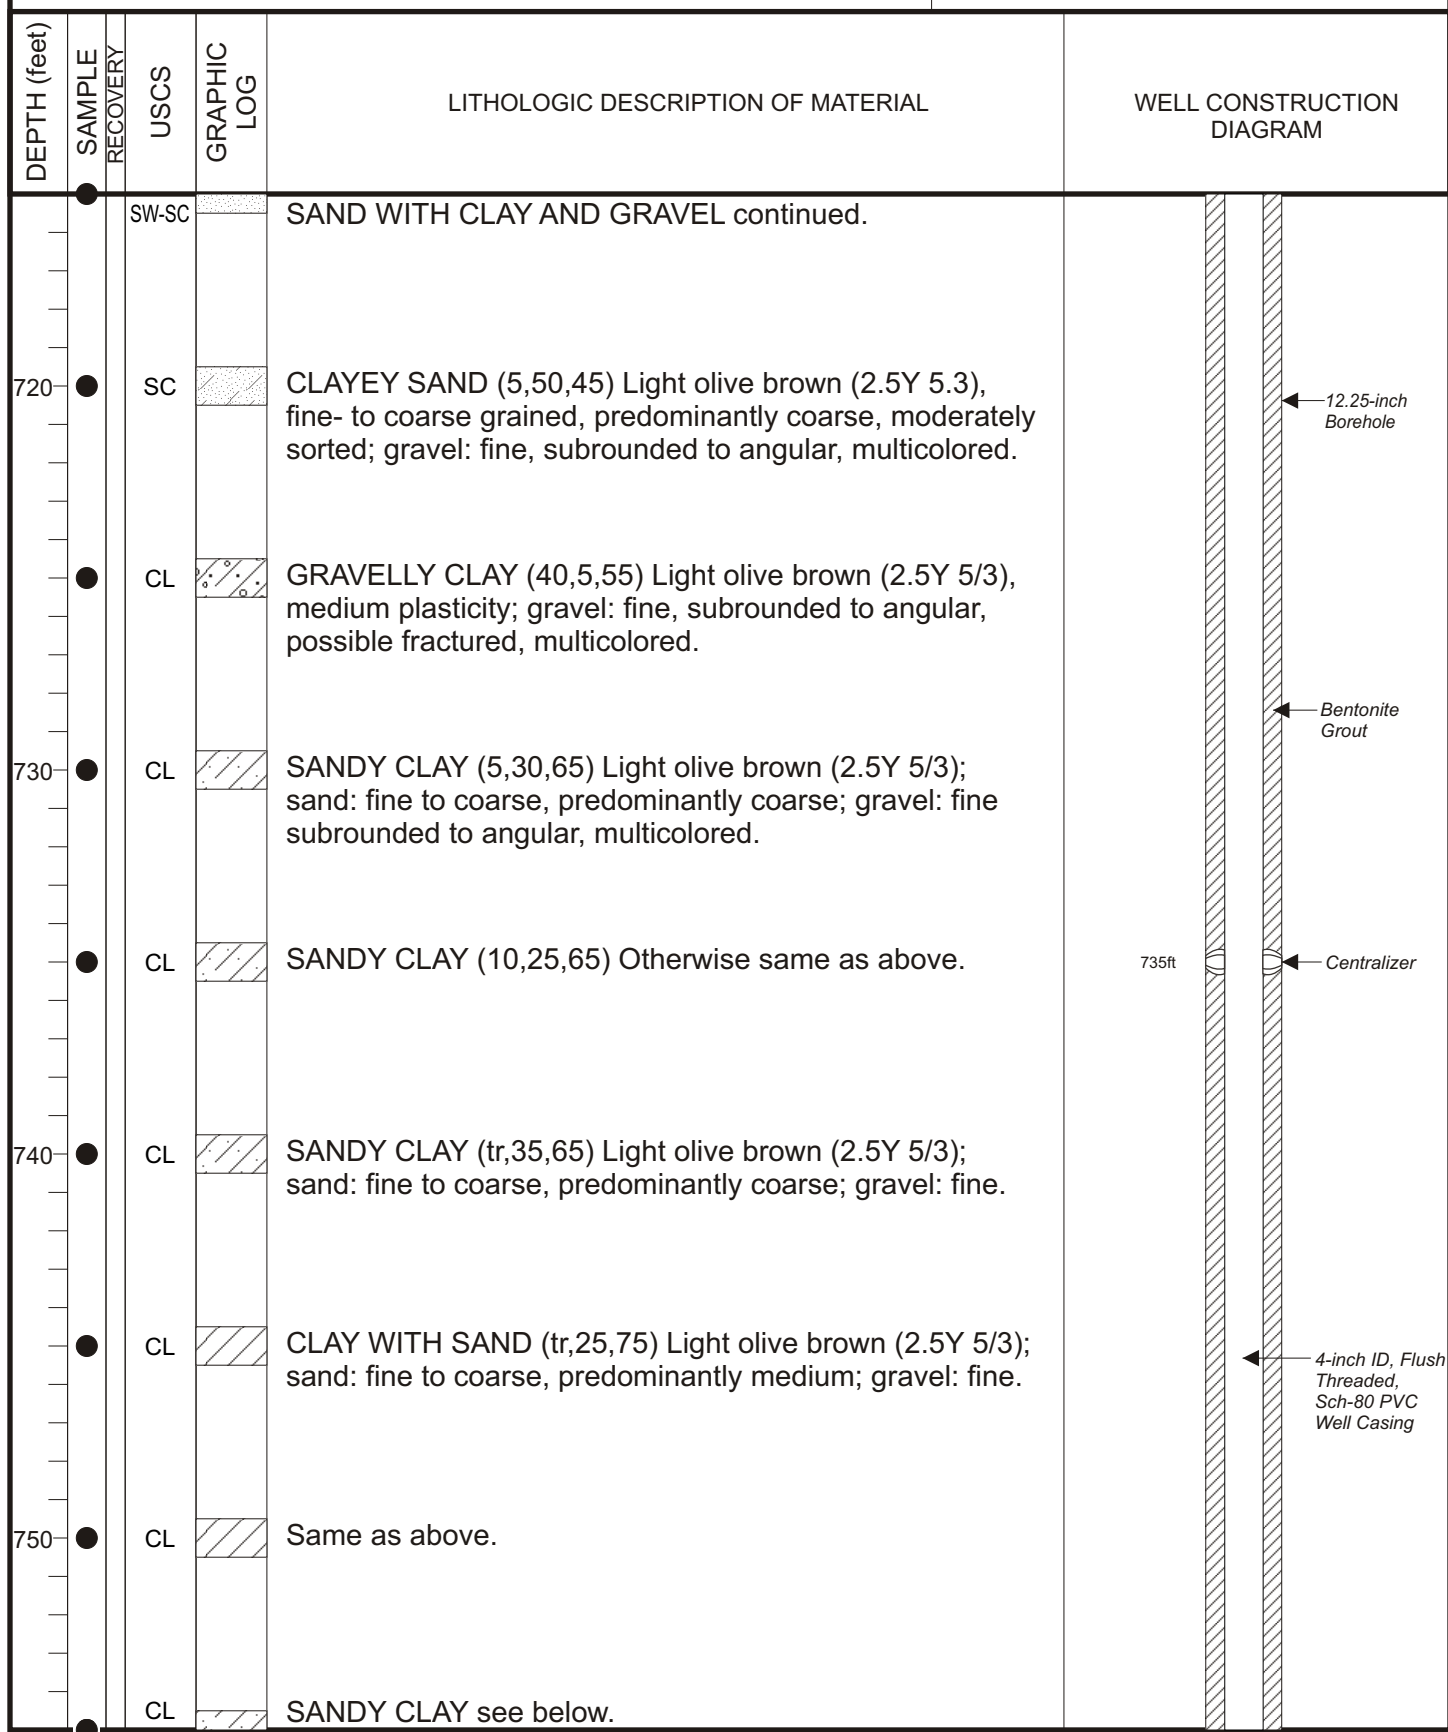 DEPTH (feet)
SAMPLE
RECOVERY
USCS
GRAPHIC
LOG
LITHOLOGIC DESCRIPTION OF MATERIAL
WELL CONSTRUCTION
DIAGRAM
SW-SC
SAND WITH CLAY AND GRAVEL continued.
720
SC
CLAYEY SAND (5,50,45) Light olive brown (2.5Y 5.3),
fine- to coarse grained, predominantly coarse, moderately
sorted; gravel: fine, subrounded to angular, multicolored.
12.25-inch
Borehole
CL
GRAVELLY CLAY (40,5,55) Light olive brown (2.5Y 5/3),
medium plasticity; gravel: fine, subrounded to angular,
possible fractured, multicolored.
Bentonite
Grout
730
CL
SANDY CLAY (5,30,65) Light olive brown (2.5Y 5/3);
sand: fine to coarse, predominantly coarse; gravel: fine
subrounded to angular, multicolored.
CL
SANDY CLAY (10,25,65) Otherwise same as above.
735ft
Centralizer
740
CL
SANDY CLAY (tr,35,65) Light olive brown (2.5Y 5/3);
sand: fine to coarse, predominantly coarse; gravel: fine.
CL
CLAY WITH SAND (tr,25,75) Light olive brown (2.5Y 5/3);
sand: fine to coarse, predominantly medium; gravel: fine.
4-inch ID, Flush
Threaded,
Sch-80 PVC
Well Casing
750
CL
Same as above.
CL
SANDY CLAY see below.